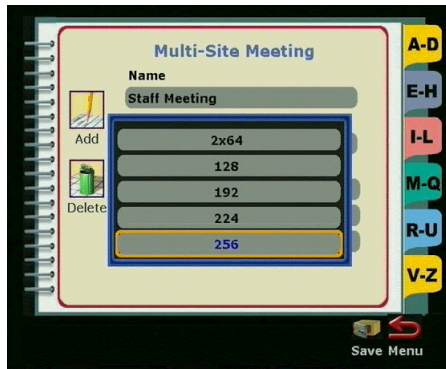 Multi-Site Meeting
Name
Staff Meeting
Add
Delete
2x64
128
192
224
256
A-D
E-H
I-L
M-Q
R-U
V-Z
Save Menu